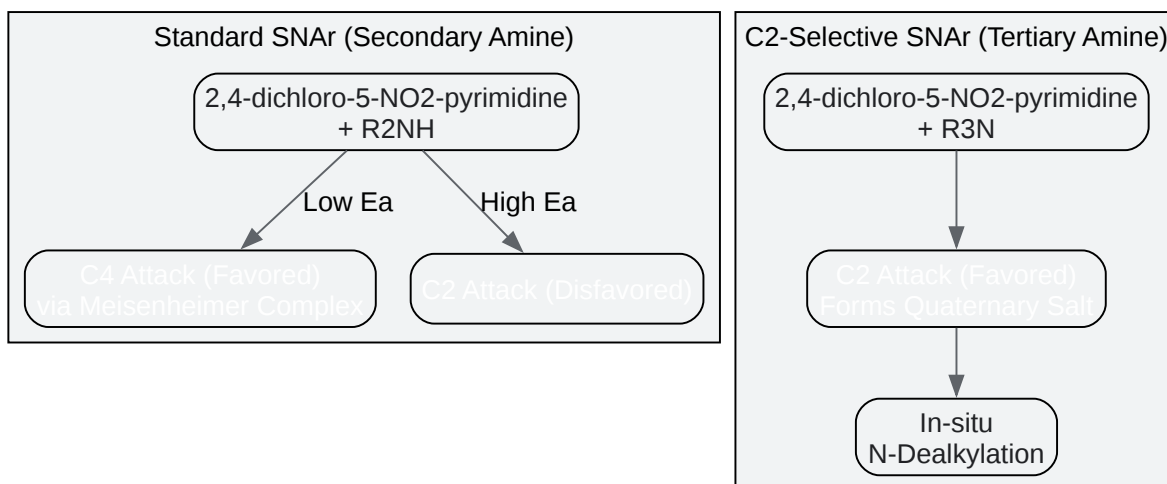 Standard SNAr (Secondary Amine)
2,4-dichloro-5-NO2-pyrimidine
+ R2NH
Low Ea
High Ea
C4 Attack (Favored)
via Meisenheimer Complex
C2 Attack (Disfavored)
C2-Selective SNAr (Tertiary Amine)
2,4-dichloro-5-NO2-pyrimidine
+ R3N
C2 Attack (Favored)
Forms Quaternary Salt
In-situ
N-Dealkylation